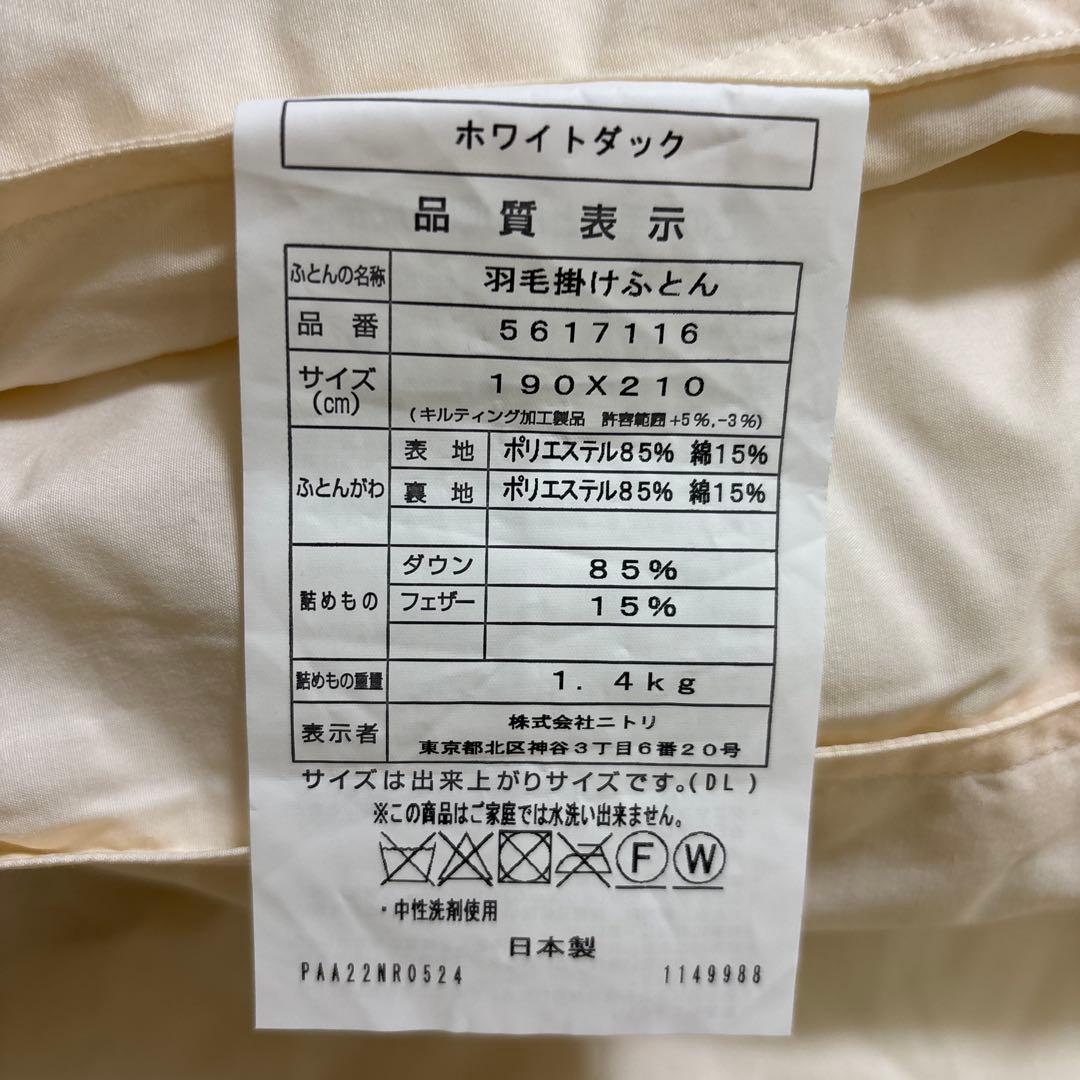 ホワイトダック
品質表示
ふとんの名称 羽毛掛けふとん
品番 5617116
サイズ(cm) 190X210
(キルティング加工製品 許容範囲+5%,-3%)
ふとんがわ 表地 ポリエステル85% 綿15%
裏地 ポリエステル85% 綿15%
詰めもの ダウン 85%
フェザー 15%
詰めもの重量 1.4kg
表示者 株式会社ニトリ
東京都北区神谷3丁目6番20号
サイズは出来上がりサイズです。(DL)
※この商品はご家庭では水洗い出来ません。
F W
・中性洗剤使用
日本製
PAA22NR0524 1149988